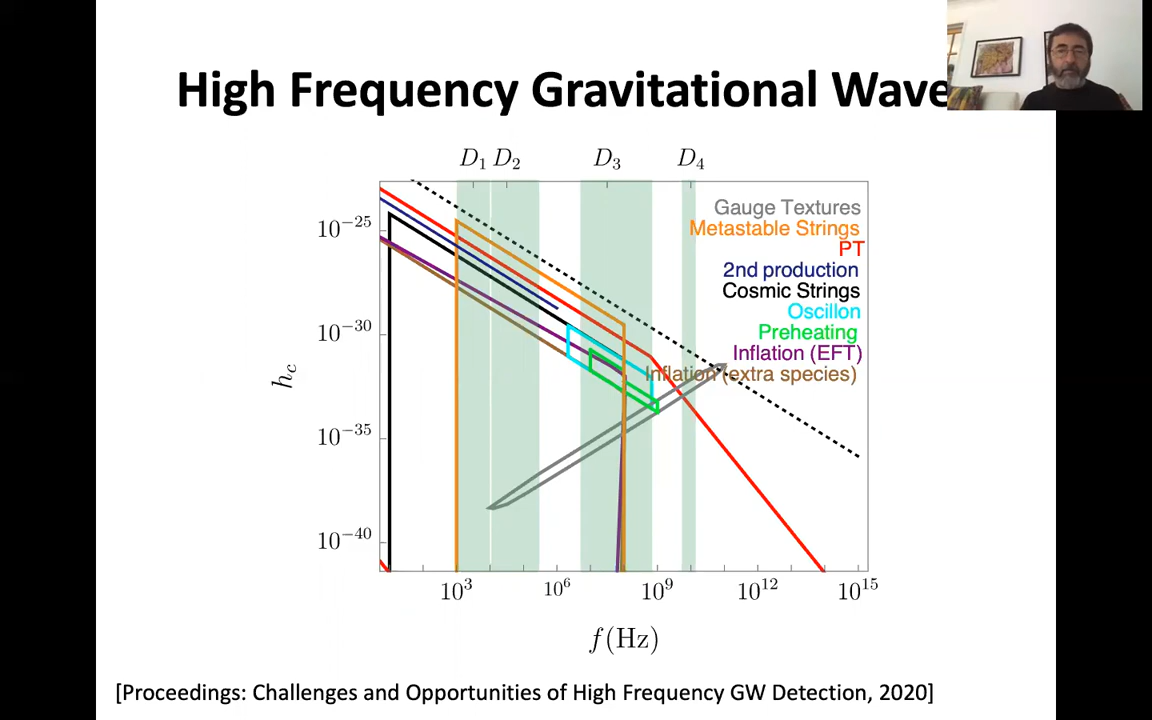 High Frequency Gravitational Wave
D₁ D₂ D₃ D₄
Gauge Textures
Metastable Strings
PT
2nd production
Cosmic Strings
Oscillon
Preheating
Inflation (EFT)
Inflation (extra species)
10⁻²⁵
10⁻³⁰
10⁻³⁵
10⁻⁴⁰
h_c
10³ 10⁶ 10⁹ 10¹² 10¹⁵
f(Hz)
[Proceedings: Challenges and Opportunities of High Frequency GW Detection, 2020]